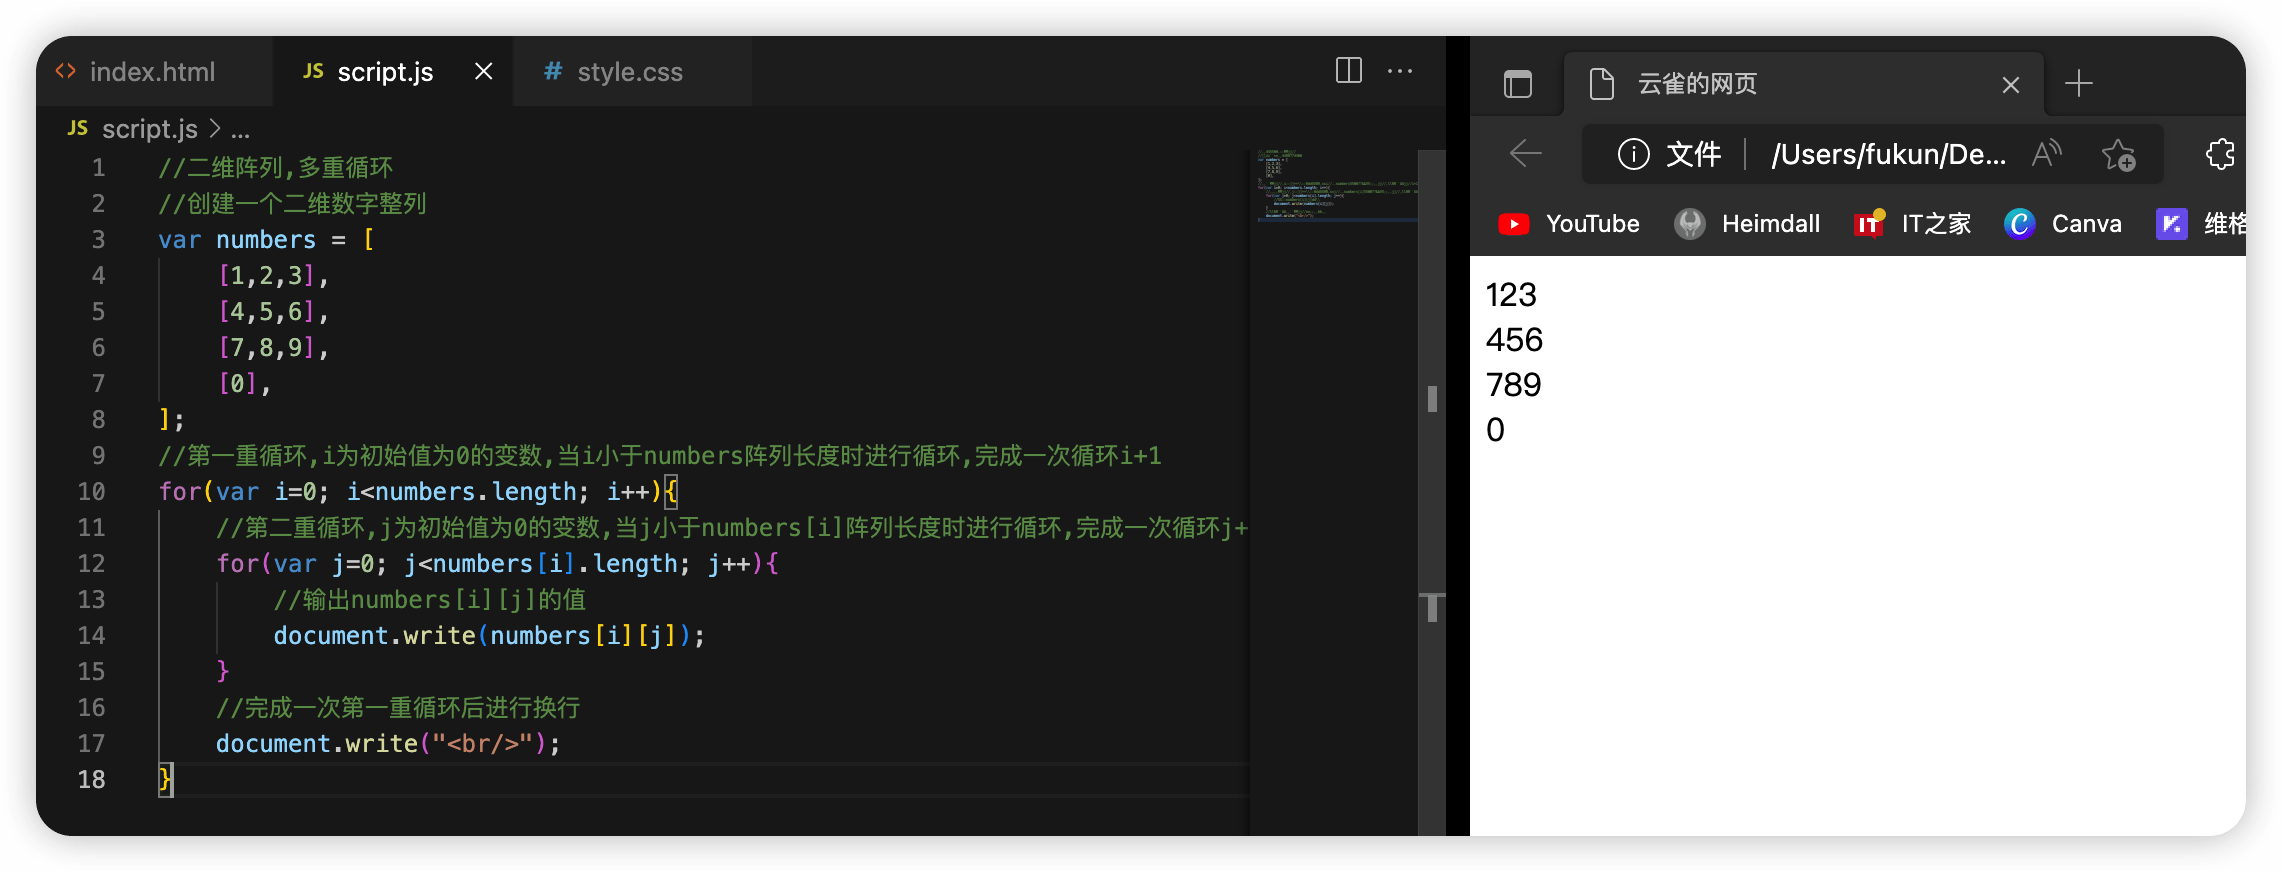 index.html
JS script.js
# style.css
JS script.js > ...
1 //二维阵列,多重循环
2 //创建一个二维数字整列
3 var numbers = [
4 [1,2,3],
5 [4,5,6],
6 [7,8,9],
7 [0],
8 ];
9 //第一重循环,i为初始值为0的变数,当i小于numbers阵列长度时进行循环,完成一次循环i+1
10 for(var i=0; i<numbers.length; i++){
11 //第二重循环,j为初始值为0的变数,当j小于numbers[i]阵列长度时进行循环,完成一次循环j+
12 for(var j=0; j<numbers[i].length; j++){
13 //输出numbers[i][j]的值
14 document.write(numbers[i][j]);
15 }
16 //完成一次第一重循环后进行换行
17 document.write("<br/>");
18 }
云雀的网页
文件 | /Users/fukun/De...
YouTube Heimdall IT之家 Canva 维格
123
456
789
0